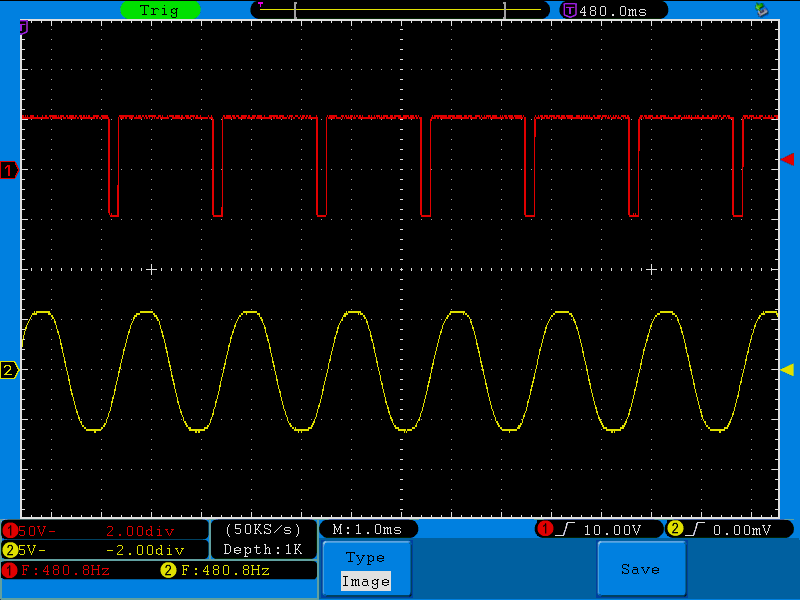 Trig
T 480.0ms
T
1
2
1 50V- 2.00div
2 5V- -2.00div
(50KS/s)
Depth:1K
M:1.0ms
1 10.00V
2 0.00mV
1 F:480.8Hz 2 F:480.8Hz
Type
Image
Save